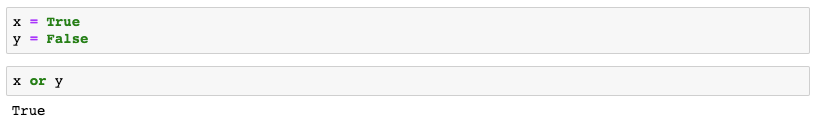 x = True
y = False
x or y
True